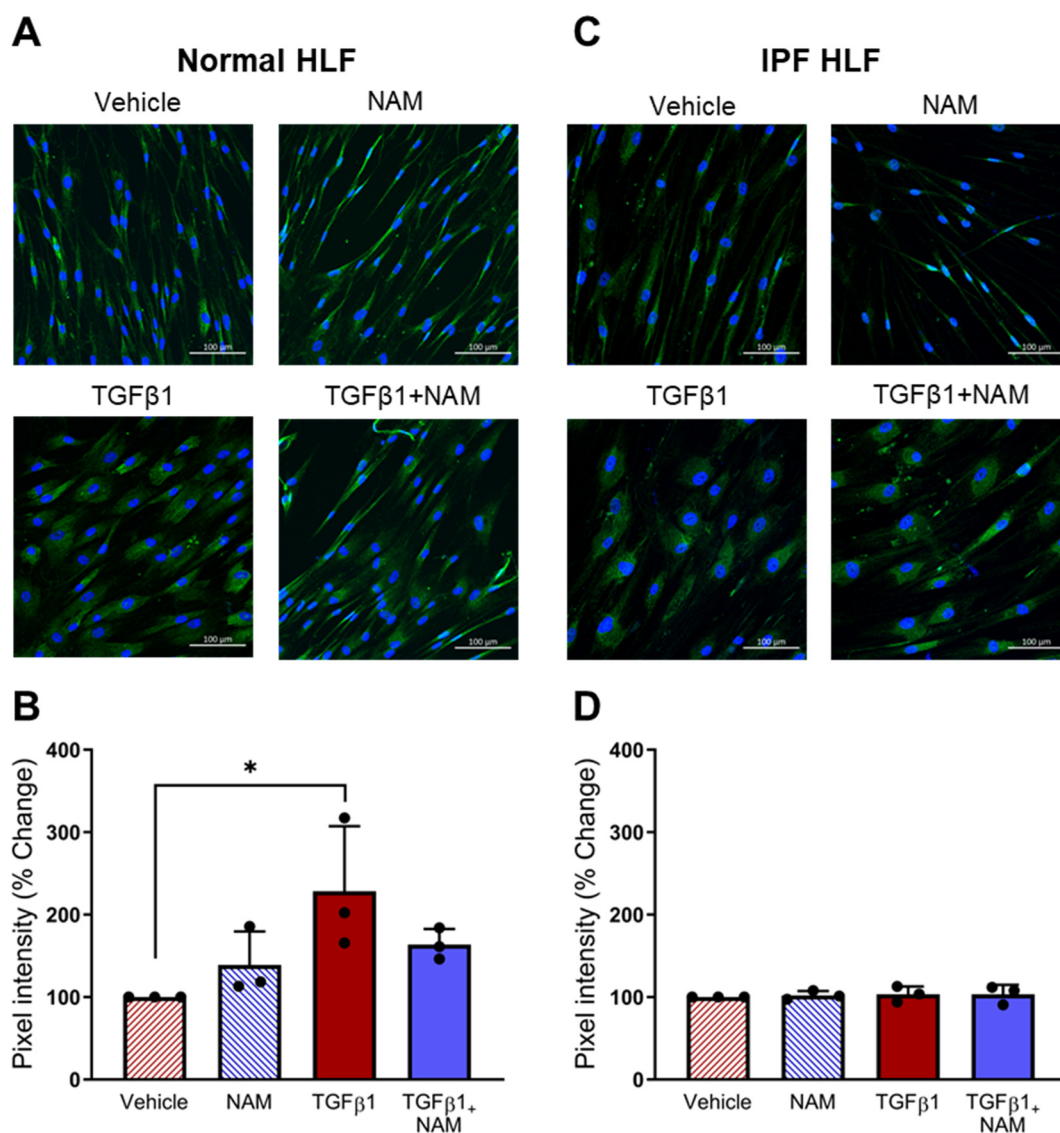 A
Normal HLF
Vehicle NAM
100 µm 100 µm
TGFβ1 TGFβ1+NAM
100 µm 100 µm
C
IPF HLF
Vehicle NAM
100 µm 100 µm
TGFβ1 TGFβ1+NAM
100 µm 100 µm
B
Pixel intensity (% Change)
400
300
200
100
0
*
Vehicle NAM TGFβ1 TGFβ1+
NAM
D
Pixel intensity (% Change)
400
300
200
100
0
Vehicle NAM TGFβ1 TGFβ1+
NAM